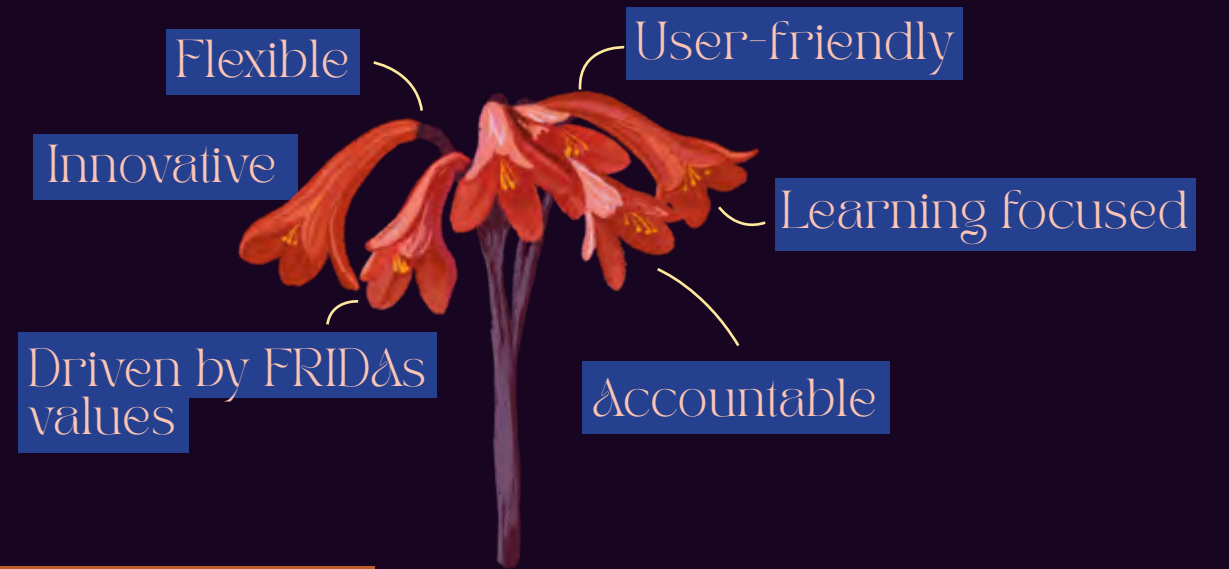 Flexible
User-friendly
Innovative
Learning focused
Driven by FRIDAs
values
Accountable